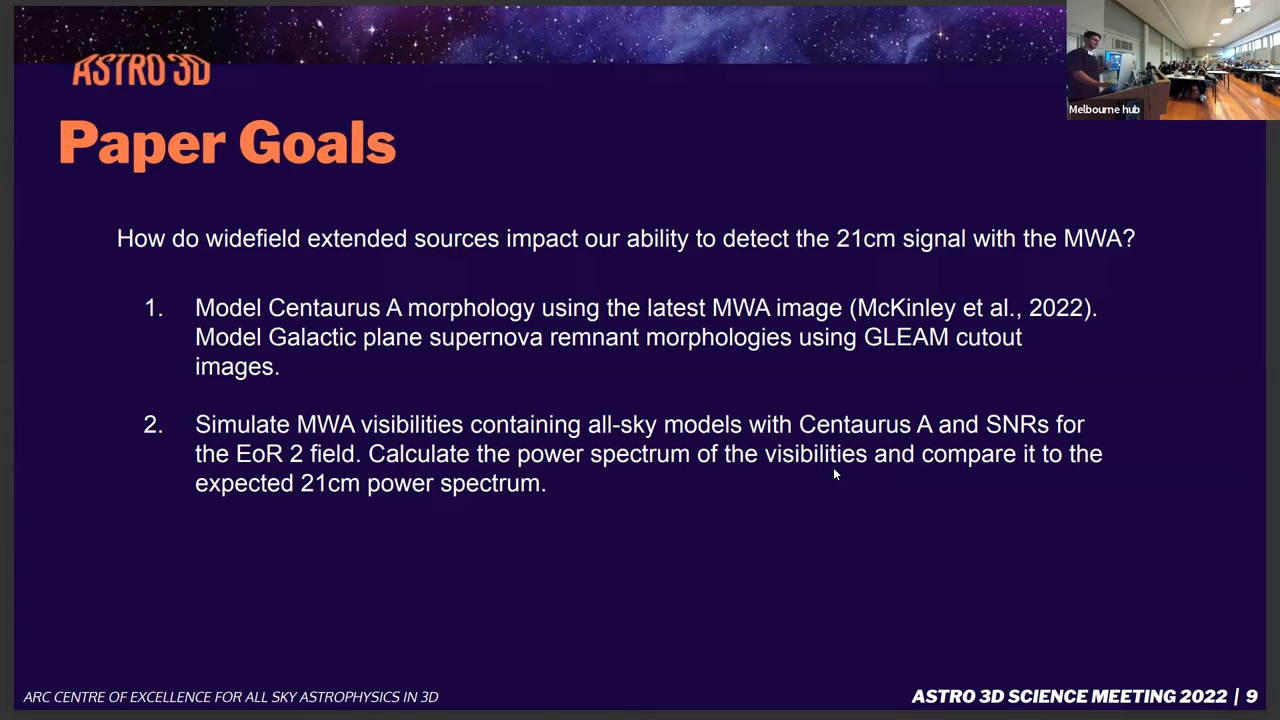 ASTRO 3D
Melbourne hub
Paper Goals
How do widefield extended sources impact our ability to detect the 21cm signal with the MWA?
1. Model Centaurus A morphology using the latest MWA image (McKinley et al., 2022).
Model Galactic plane supernova remnant morphologies using GLEAM cutout
images.
2. Simulate MWA visibilities containing all-sky models with Centaurus A and SNRs for
the EoR 2 field. Calculate the power spectrum of the visibilities and compare it to the
expected 21cm power spectrum.
ARC CENTRE OF EXCELLENCE FOR ALL SKY ASTROPHYSICS IN 3D
ASTRO 3D SCIENCE MEETING 2022 | 9